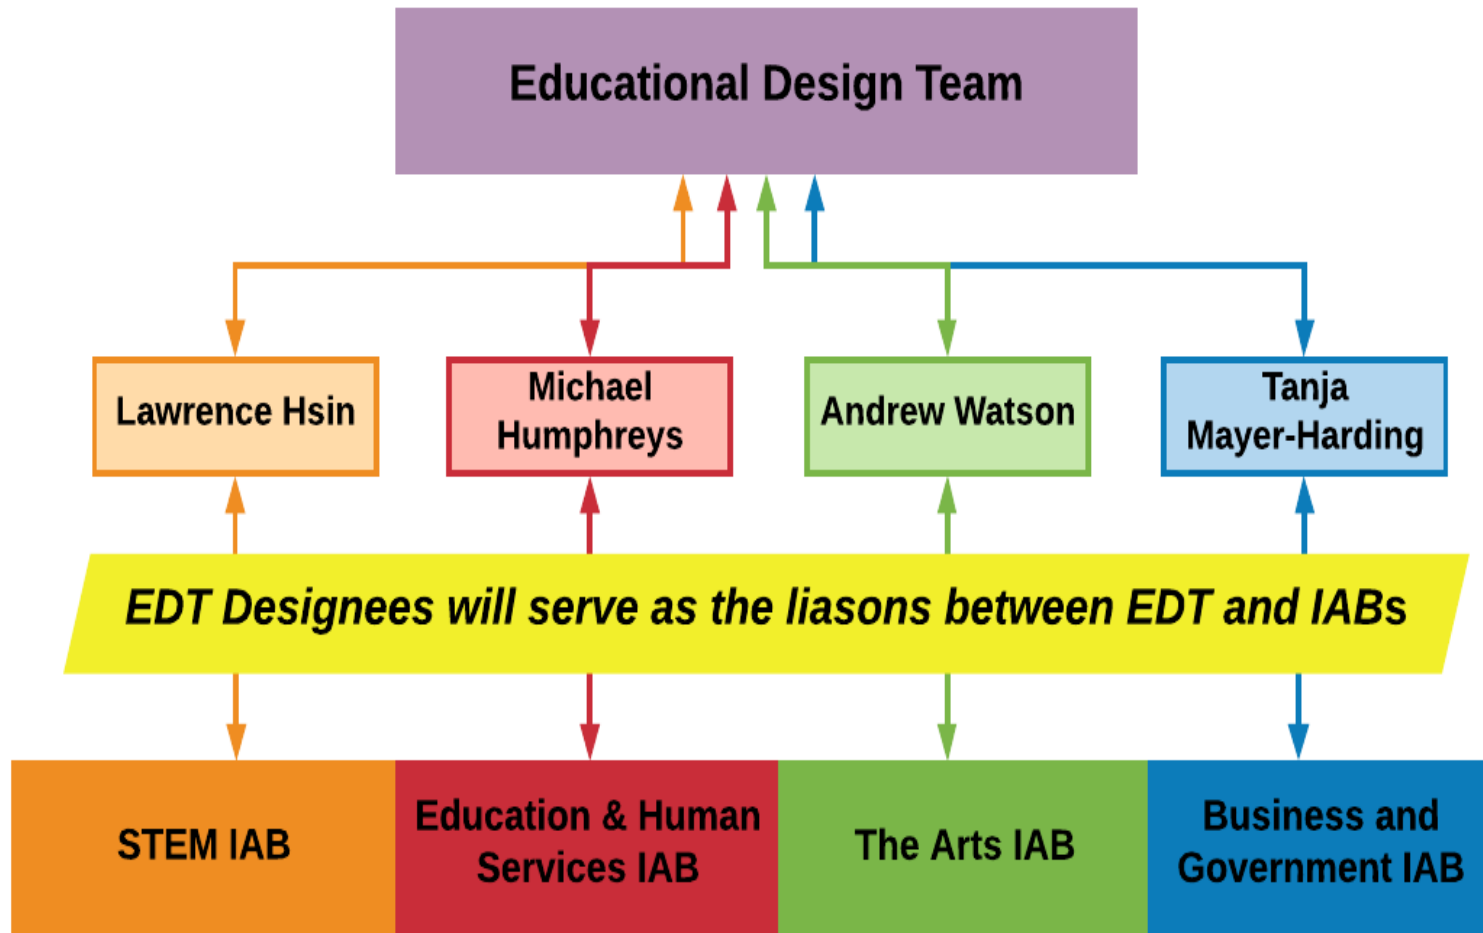 Educational Design Team
Lawrence Hsin
Michael
Humphreys
Andrew Watson
Tanja
Mayer-Harding
EDT Designees will serve as the liasons between EDT and IABs
STEM IAB
Education & Human
Services IAB
The Arts IAB
Business and
Government IAB